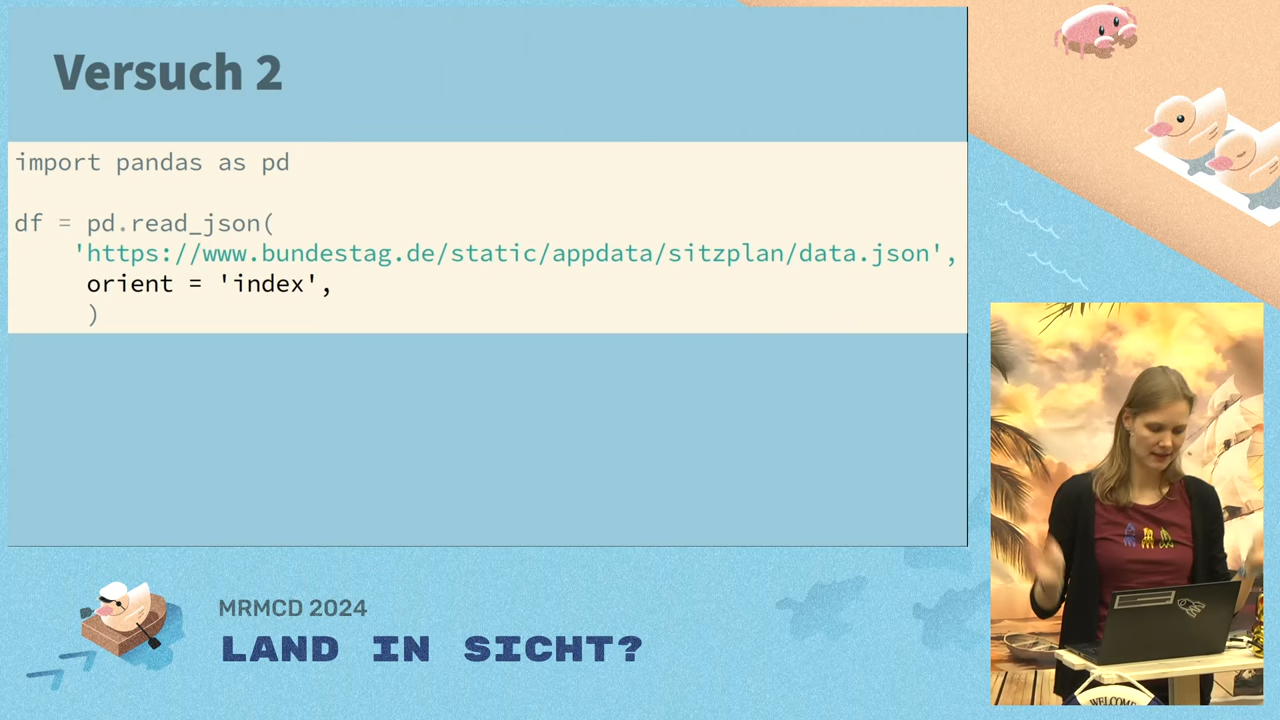 Versuch 2
import pandas as pd
df = pd.read_json(
'https://www.bundestag.de/static/appdata/sitzplan/data.json',
orient = 'index',
)
MRMCD 2024
LAND IN SICHT?
WELCOME